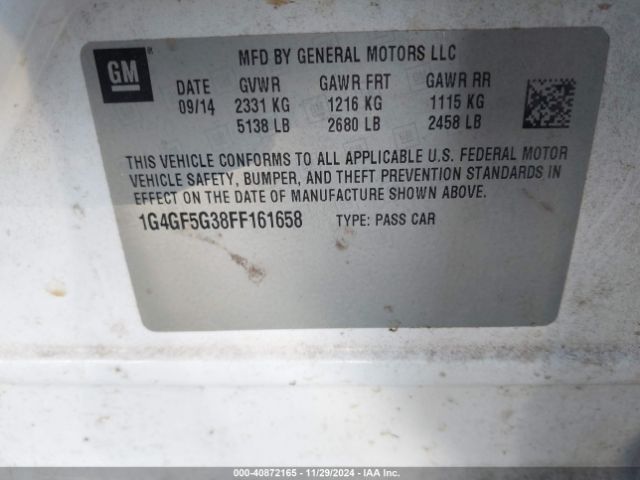 GM
MFD BY GENERAL MOTORS LLC
DATE GVWR GAWR FRT GAWR RR
09/14 2331 KG 1216 KG 1115 KG
5138 LB 2680 LB 2458 LB
THIS VEHICLE CONFORMS TO ALL APPLICABLE U.S. FEDERAL MOTOR
VEHICLE SAFETY, BUMPER, AND THEFT PREVENTION STANDARDS IN
EFFECT ON THE DATE OF MANUFACTURE SHOWN ABOVE.
1G4GF5G38FF161658 TYPE: PASS CAR
000-40872165 - 11/29/2024 - IAAI.COM